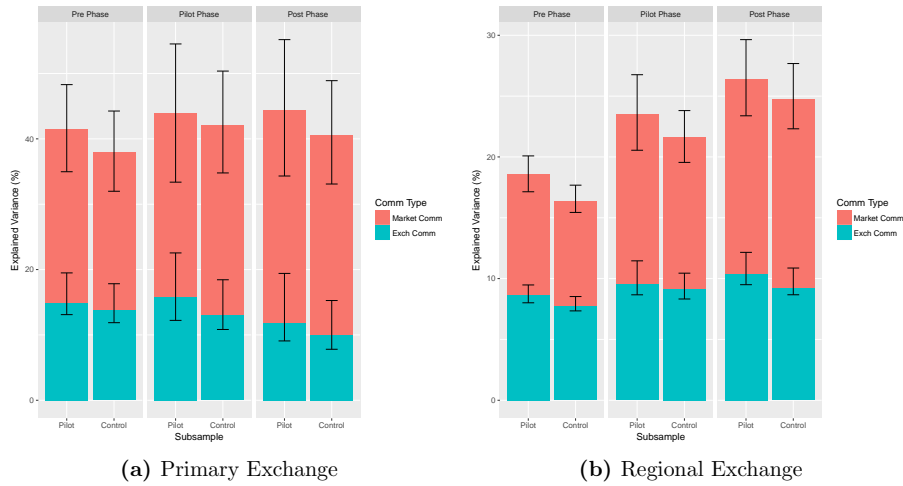 Pre Phase Pilot Phase Post Phase
40
20
0
Explained Variance (%)
Pilot Control Pilot Control Pilot Control
Subsample
Comm Type
Market Comm
Exch Comm
(a) Primary Exchange
Pre Phase Pilot Phase Post Phase
30
20
10
0
Explained Variance (%)
Pilot Control Pilot Control Pilot Control
Subsample
Comm Type
Market Comm
Exch Comm
(b) Regional Exchange